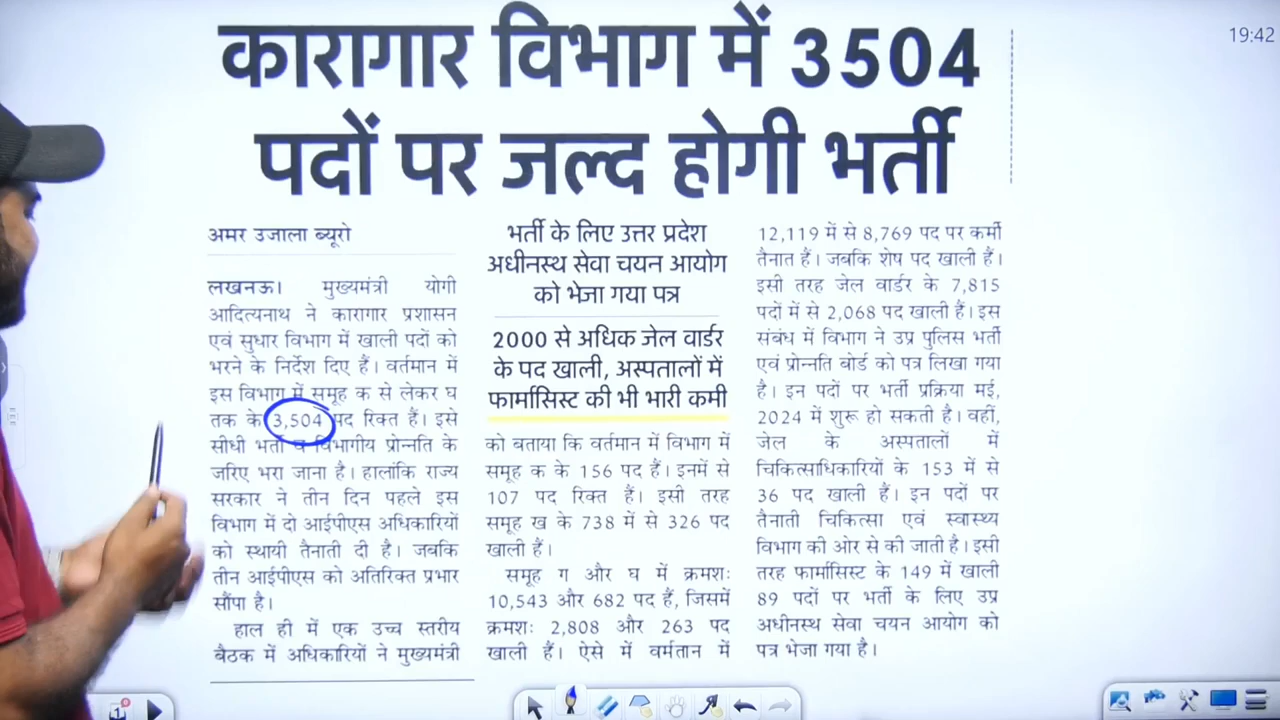 19:42
कारागार विभाग में 3504
पदों पर जल्द होगी भर्ती
अमर उजाला ब्यूरो
लखनऊ। मुख्यमंत्री योगी
आदित्यनाथ ने कारागार प्रशासन
एवं सुधार विभाग में खाली पदों को
भरने के निर्देश दिए हैं। वर्तमान में
इस विभाग में समूह क से लेकर घ
तक के 3,504 पद रिक्त हैं। इसे
सीधी भर्ती व विभागीय प्रोन्नति के
जरिए भरा जाना है। हालांकि राज्य
सरकार ने तीन दिन पहले इस
विभाग में दो आईपीएस अधिकारियों
को स्थायी तैनाती दी है। जबकि
तीन आईपीएस को अतिरिक्त प्रभार
सौंपा है।
हाल ही में एक उच्च स्तरीय
बैठक में अधिकारियों ने मुख्यमंत्री
भर्ती के लिए उत्तर प्रदेश
अधीनस्थ सेवा चयन आयोग
को भेजा गया पत्र
2000 से अधिक जेल वार्डर
के पद खाली, अस्पतालों में
फार्मासिस्ट की भी भारी कमी
को बताया कि वर्तमान में विभाग में
समूह क के 156 पद हैं। इनमें से
107 पद रिक्त हैं। इसी तरह
समूह ख के 738 में से 326 पद
खाली हैं।
समूह ग और घ में क्रमशः
10,543 और 682 पद हैं, जिसमें
क्रमशः 2,808 और 263 पद
खाली हैं। ऐसे में वर्मतान में
12,119 में से 8,769 पद पर कर्मी
तैनात हैं। जबकि शेष पद खाली हैं।
इसी तरह जेल वार्डर के 7,815
पदों में से 2,068 पद खाली हैं। इस
संबंध में विभाग ने उप्र पुलिस भर्ती
एवं प्रोन्नति बोर्ड को पत्र लिखा गया
है। इन पदों पर भर्ती प्रक्रिया मई,
2024 में शुरू हो सकती है। वहीं,
जेल के अस्पतालों में
चिकित्साधिकारियों के 153 में से
36 पद खाली हैं। इन पदों पर
तैनाती चिकित्सा एवं स्वास्थ्य
विभाग की ओर से की जाती है। इसी
तरह फार्मासिस्ट के 149 में खाली
89 पदों पर भर्ती के लिए उप्र
अधीनस्थ सेवा चयन आयोग को
पत्र भेजा गया है।